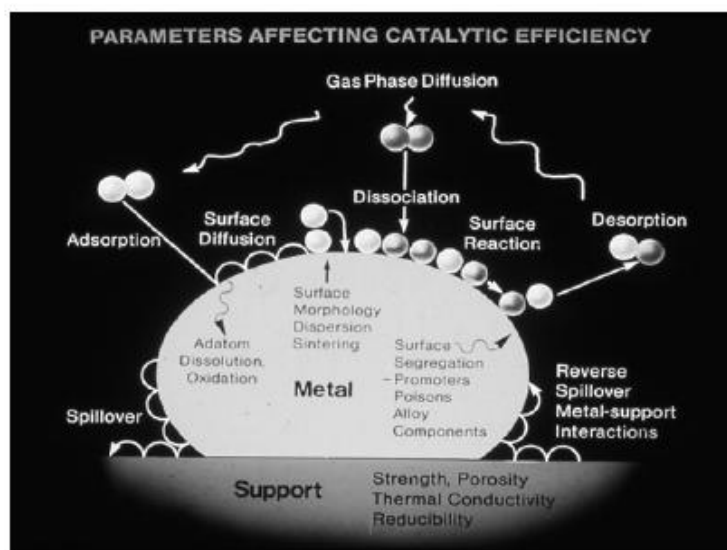 PARAMETERS AFFECTING CATALYTIC EFFICIENCY
Gas Phase Diffusion
Dissociation
Adsorption
Surface
Diffusion
Surface
Reaction
Desorption
Surface
Morphology
Dispersion
Sintering
Adatom
Dissolution,
Oxidation
Metal
Surface
Segregation
Promoters
Poisons
Alloy
Components
Spillover
Reverse
Spillover
Metal-support
Interactions
Support
Strength, Porosity
Thermal Conductivity
Reducibility